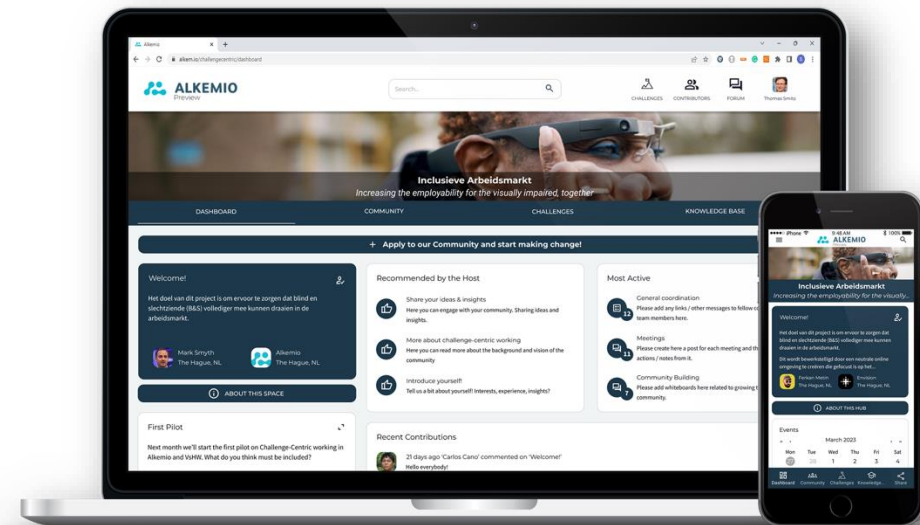 Alkemio
alkem.io/challengecentric/dashboard
ALKEMIO
Preview
Search...
CHALLENGES
CONTRIBUTORS
FORUM
Thomas Smits
Inclusieve Arbeidsmarkt
Increasing the employability for the visually impaired, together
DASHBOARD
COMMUNITY
CHALLENGES
KNOWLEDGE BASE
+ Apply to our Community and start making change!
Welcome!
Het doel van dit project is om ervoor te zorgen dat blind en
slechtziende (B&S) vollediger mee kunnen draaien in de
arbeidsmarkt.
Mark Smyth
The Hague, NL
Alkemio
The Hague, NL
ABOUT THIS SPACE
First Pilot
Next month we'll start the first pilot on Challenge-Centric working in
Alkemio and VsHW. What do you think must be included?
Recommended by the Host
Share your ideas & insights
Here you can engage with your community. Sharing ideas and
insights.
More about challenge-centric working
Here you can read more about the background and vision of the
community
Introduce yourself!
Tell us a bit about yourself! Interests, experience, insights?
Most Active
12
General coordination
Please add any links / other messages to follow
team members here.
11
Meetings
Please create here a post for each meeting and
actions / notes from it.
7
Community Building
Please add whiteboards here related to growing
community.
Recent Contributions
21 days ago 'Carlos Cano' commented on 'Welcome!'
Hello everybody!
iPhone
9:48 AM
100%
ALKEMIO
Inclusieve Arbeidsmarkt
Increasing the employability for the visually...
Welcome!
Het doel van dit project is om ervoor te zorgen dat
blind en slechtziende (B&S) vollediger mee kunnen
draaien in de arbeidsmarkt.
Dit wordt bewerkstelligd door een neutrale online
omgeving te creëren die gefocust is op het...
Ferkan Metin
The Hague, NL
Envision
The Hague, NL
ABOUT THIS HUB
Events
March 2023
Mon Tue Wed Thu Fri Sat
28 1 2 3 4
Dashboard
Community
Challenges
Knowledge...
Share